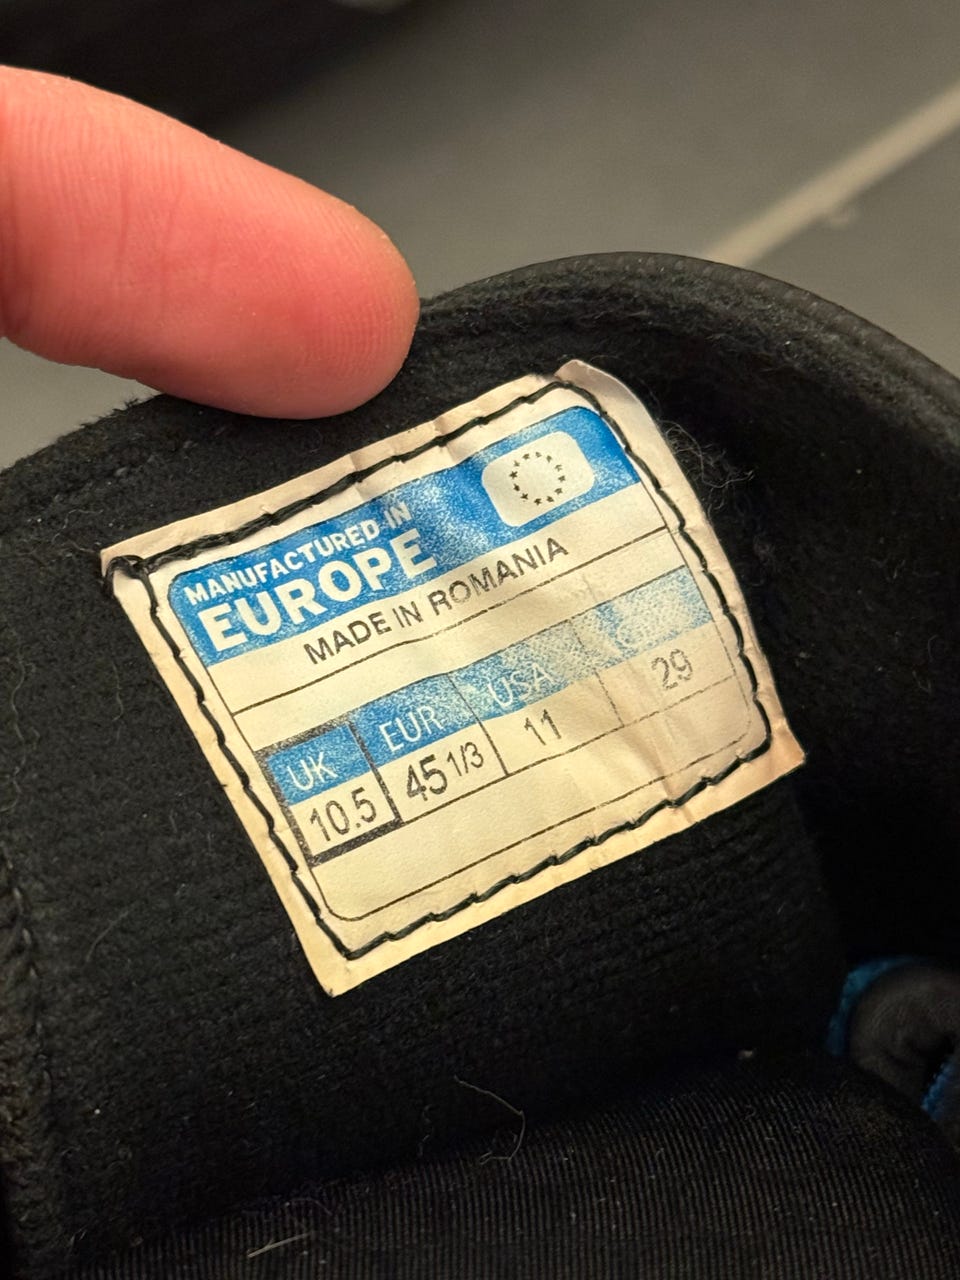 MANUFACTURED IN
EUROPE
MADE IN ROMANIA
UK EUR USA
10.5 45 1/3 11 29